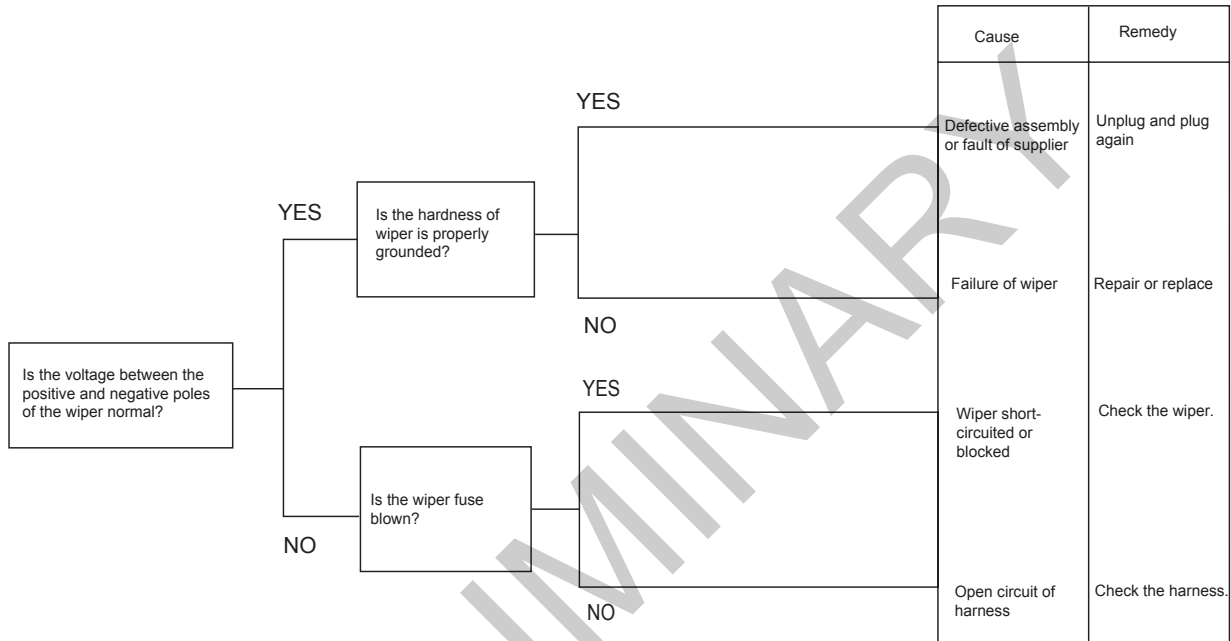 Cause
Remedy
YES
Defective assembly
or fault of supplier
Unplug and plug
again
YES
Is the hardness of
wiper is properly
grounded?
Failure of wiper
Repair or replace
NO
Is the voltage between the
positive and negative poles
of the wiper normal?
YES
Wiper short-
circuited or
blocked
Check the wiper.
Is the wiper fuse
blown?
NO
Open circuit of
harness
Check the harness.
NO
IMINARY